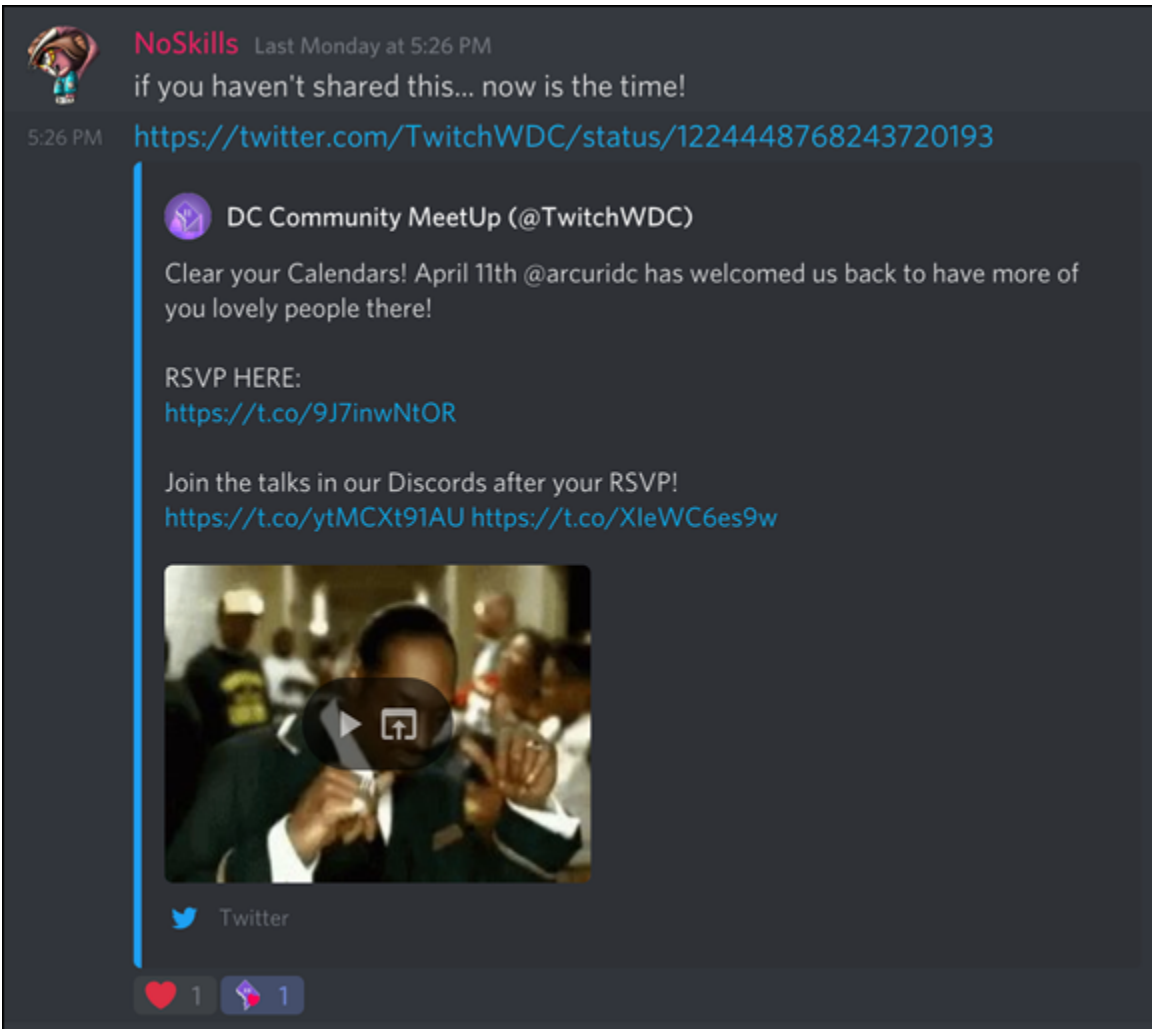 NoSkills Last Monday at 5:26 PM
if you haven't shared this... now is the time!
5:26 PM https://twitter.com/TwitchWDC/status/1224448768243720193
DC Community MeetUp (@TwitchWDC)
Clear your Calendars! April 11th @arcuridc has welcomed us back to have more of
you lovely people there!
RSVP HERE:
https://t.co/9J7inwNtOR
Join the talks in our Discords after your RSVP!
https://t.co/ytMCXt91AU https://t.co/XIeWC6es9w
Twitter
1 1